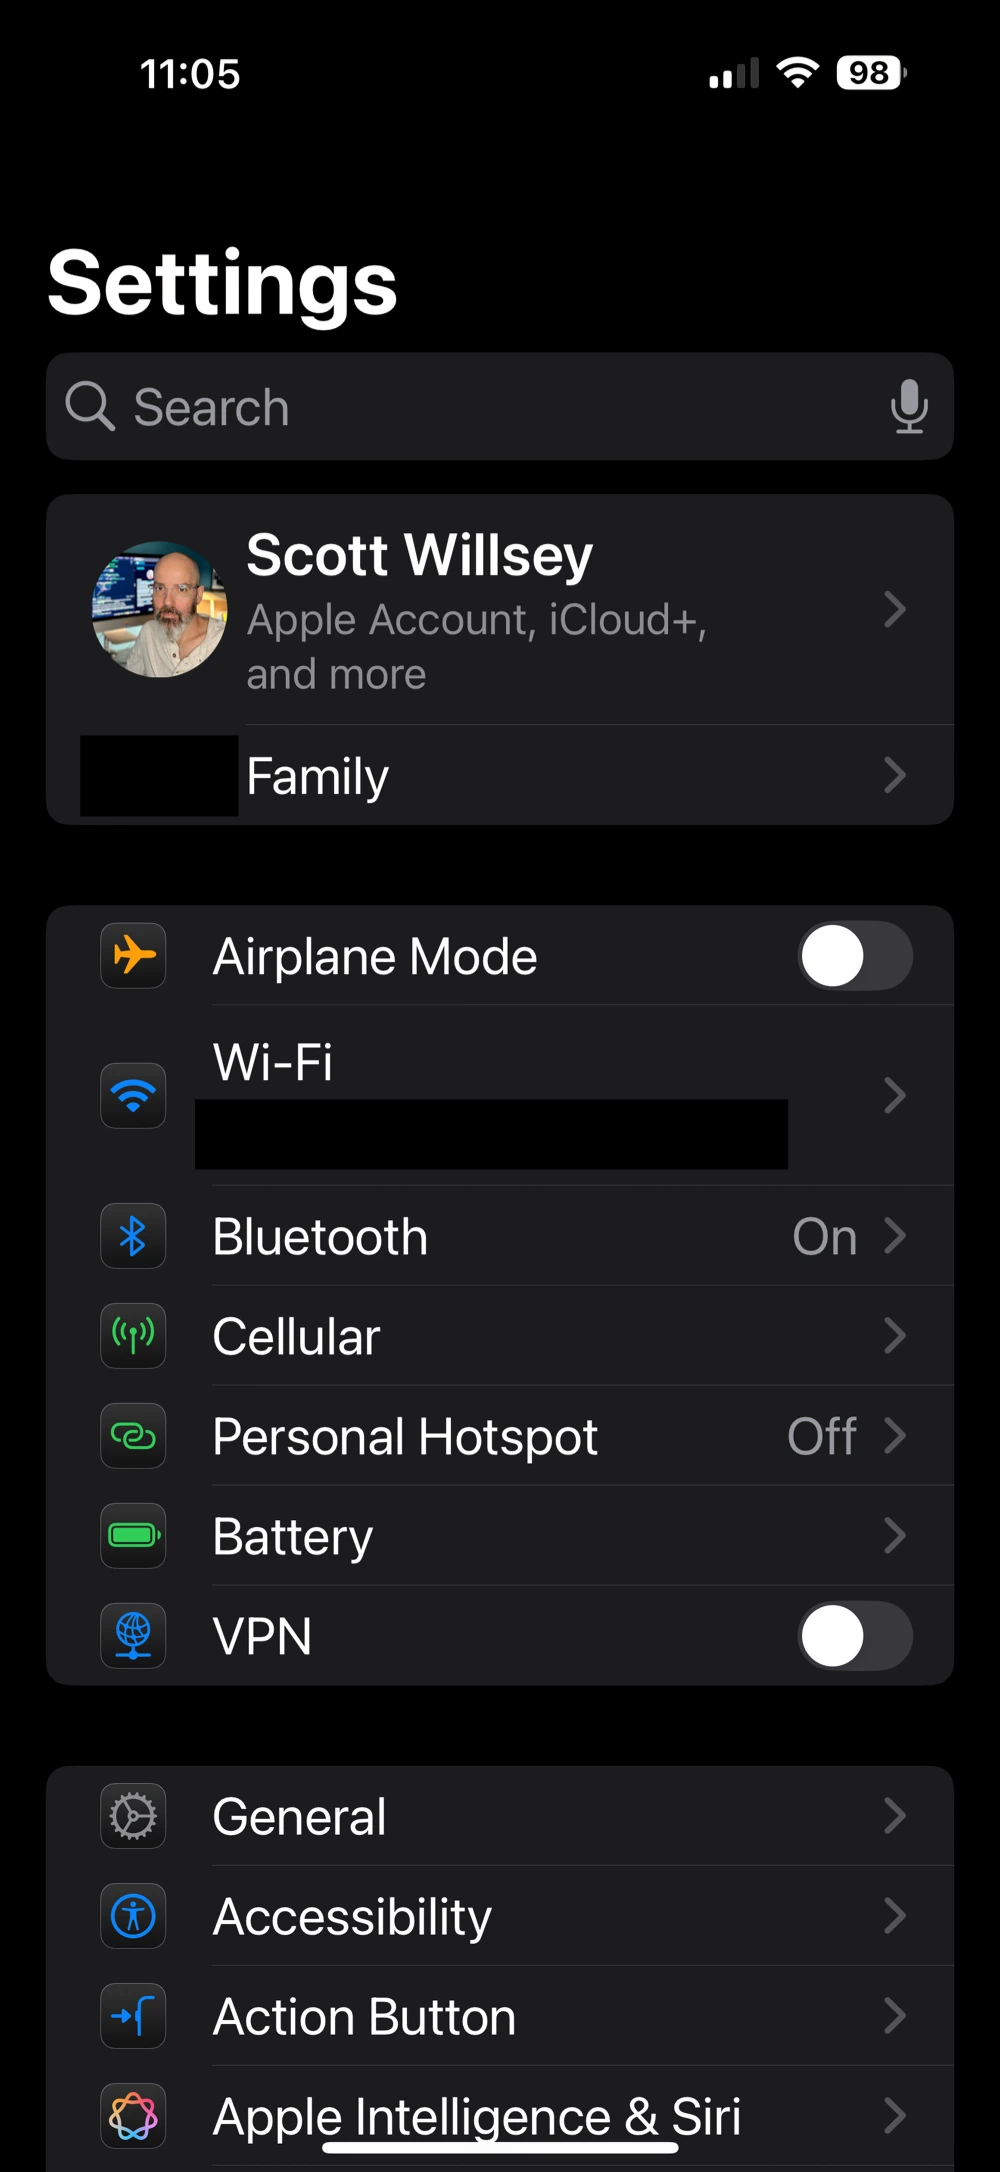 11:05
98
Settings
Search
Scott Willsey
Apple Account, iCloud+,
and more
Family
Airplane Mode
Wi-Fi
Bluetooth On
Cellular
Personal Hotspot Off
Battery
VPN
General
Accessibility
Action Button
Apple Intelligence & Siri